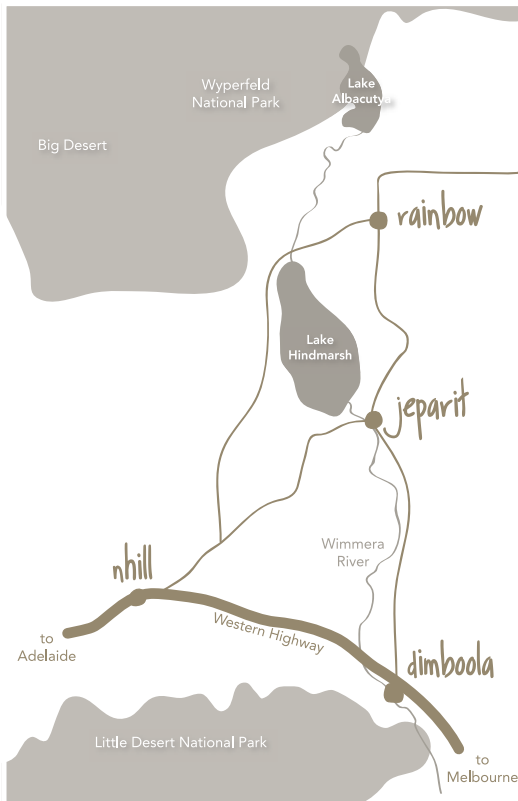 Lake
Albacutya
Wyperfeld
National Park
Big Desert
rainbow
Lake
Hindmarsh
jeparit
Wimmera
River
nhill
Western Highway
to
Adelaide
dimboola
Little Desert National Park
to
Melbourne